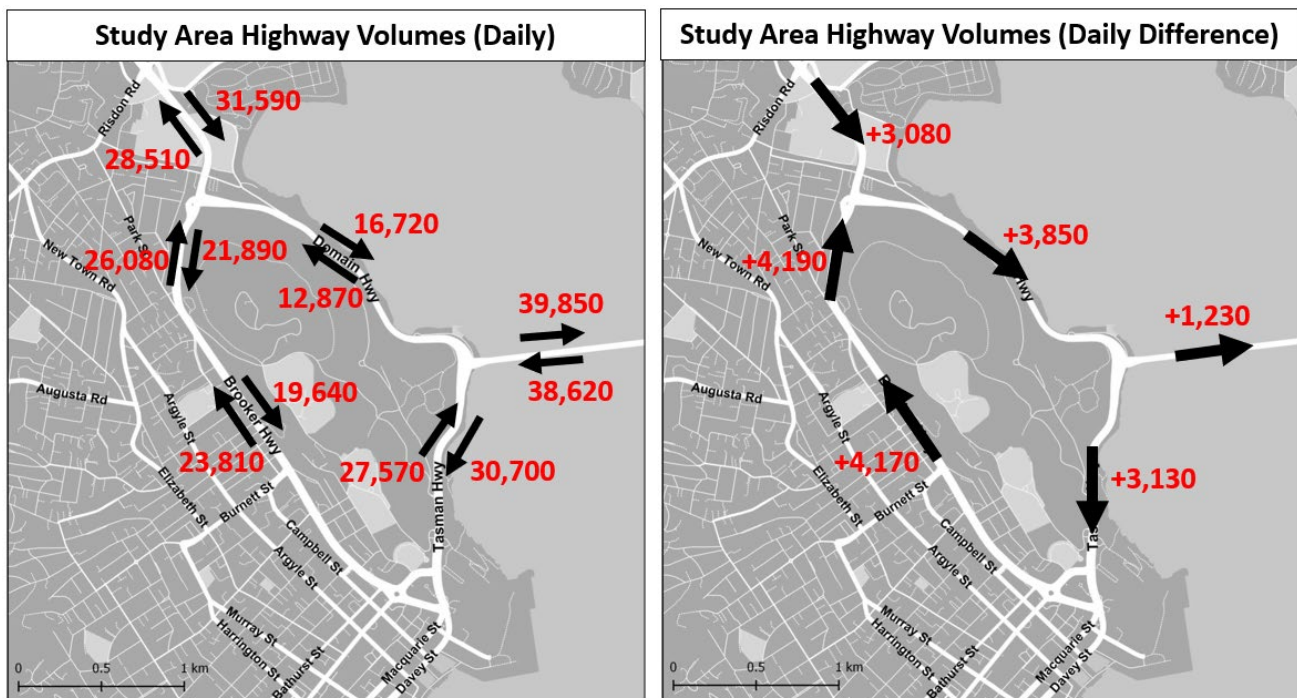 Study Area Highway Volumes (Daily)
Risdon Rd
31,590
28,510
Park S
16,720
Domain Hwy
26,080
21,890
12,870
New Town Rd
39,850
38,620
Augusta Rd
Argyle St
Brooker Hwy
19,640
23,810
27,570
30,700
Elizabeth St
Burnett St
Tasman Hwy
Campbell St
Argyle St
Murray St
Harrington St
Bathurst St
Macquarie St
Davey St
0 0.5 1 km
Study Area Highway Volumes (Daily Difference)
Risdon Rd
+3,080
Park S
+3,850
Hwy
+4,190
New Town Rd
+1,230
Augusta Rd
Argyle St
B
+4,170
+3,130
Elizabeth St
Burnett St
Tas
Campbell St
Argyle St
Murray St
Harrington St
Bathurst St
Macquarie St
Davey St
0 0.5 1 km